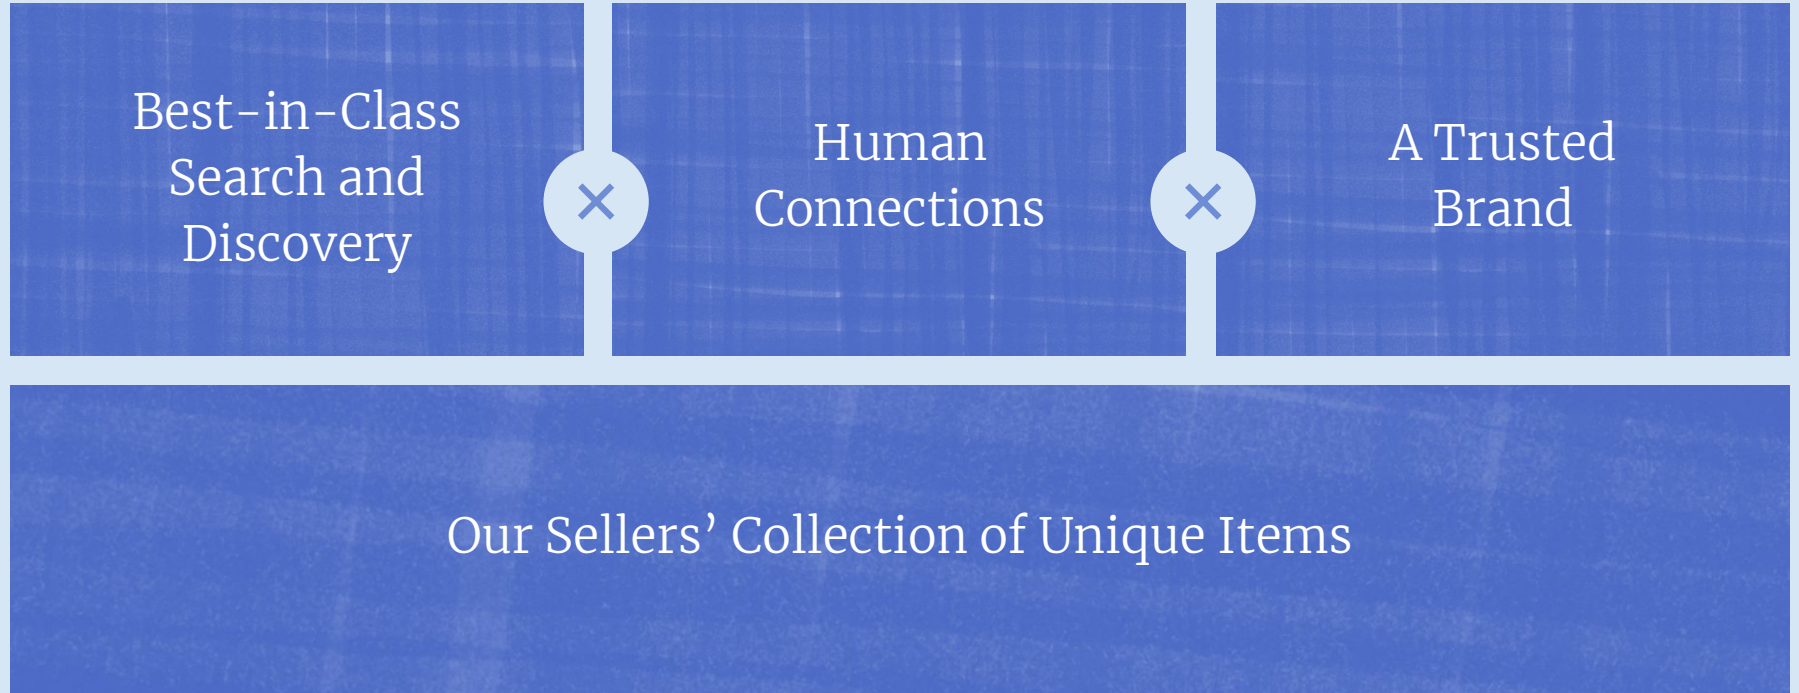 Best-in-Class
Search and
Discovery
×
Human
Connections
×
A Trusted
Brand
Our Sellers’ Collection of Unique Items